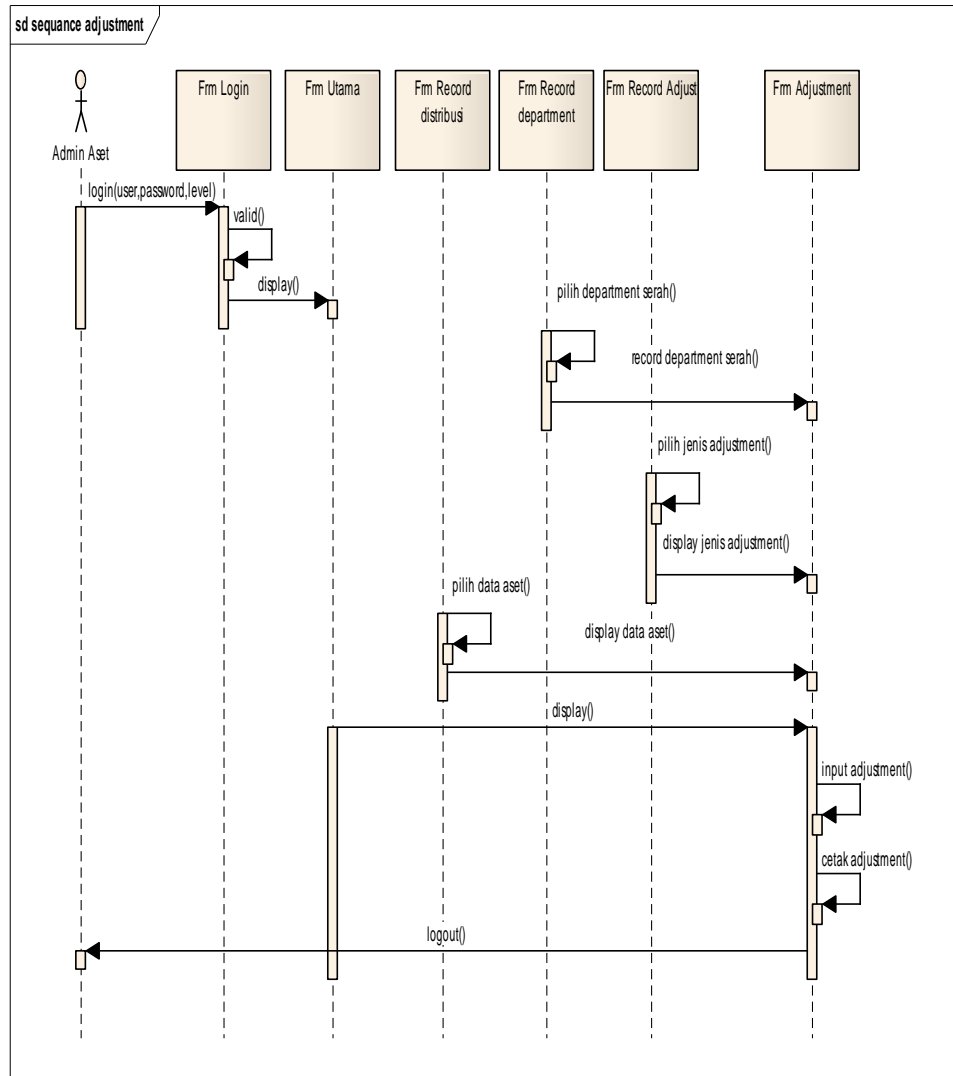 sd sequance adjustment
Admin Aset
Frm Login
Frm Utama
Frm Record
distribusi
Frm Record
department
Frm Record Adjust
Frm Adjustment
login(user,password,level)
valid()
display()
pilih department serah()
record department serah()
pilih jenis adjustment()
display jenis adjustment()
pilih data aset()
display data aset()
display()
input adjustment()
cetak adjustment()
logout()